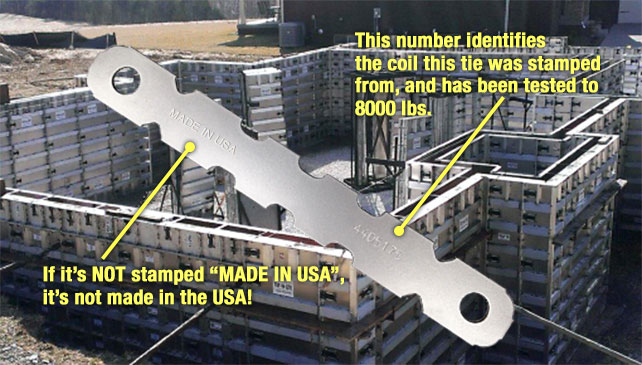 This number identifies
the coil this tie was stamped
from, and has been tested to
8000 lbs.
MADE IN USA
If it's NOT stamped “MADE IN USA”,
it's not made in the USA!